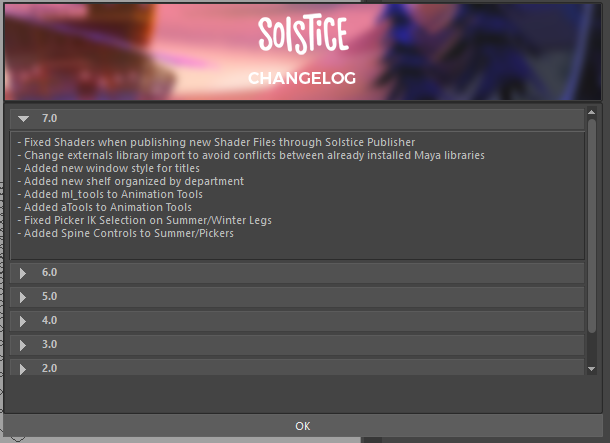 SOLSTICE
CHANGELOG
7.0
- Fixed Shaders when publishing new Shader Files through Solstice Publisher
- Change externals library import to avoid conflicts between already installed Maya libraries
- Added new window style for titles
- Added new shelf organized by department
- Added ml_tools to Animation Tools
- Added aTools to Animation Tools
- Fixed Picker IK Selection on Summer/Winter Legs
- Added Spine Controls to Summer/Pickers
6.0
5.0
4.0
3.0
2.0
OK